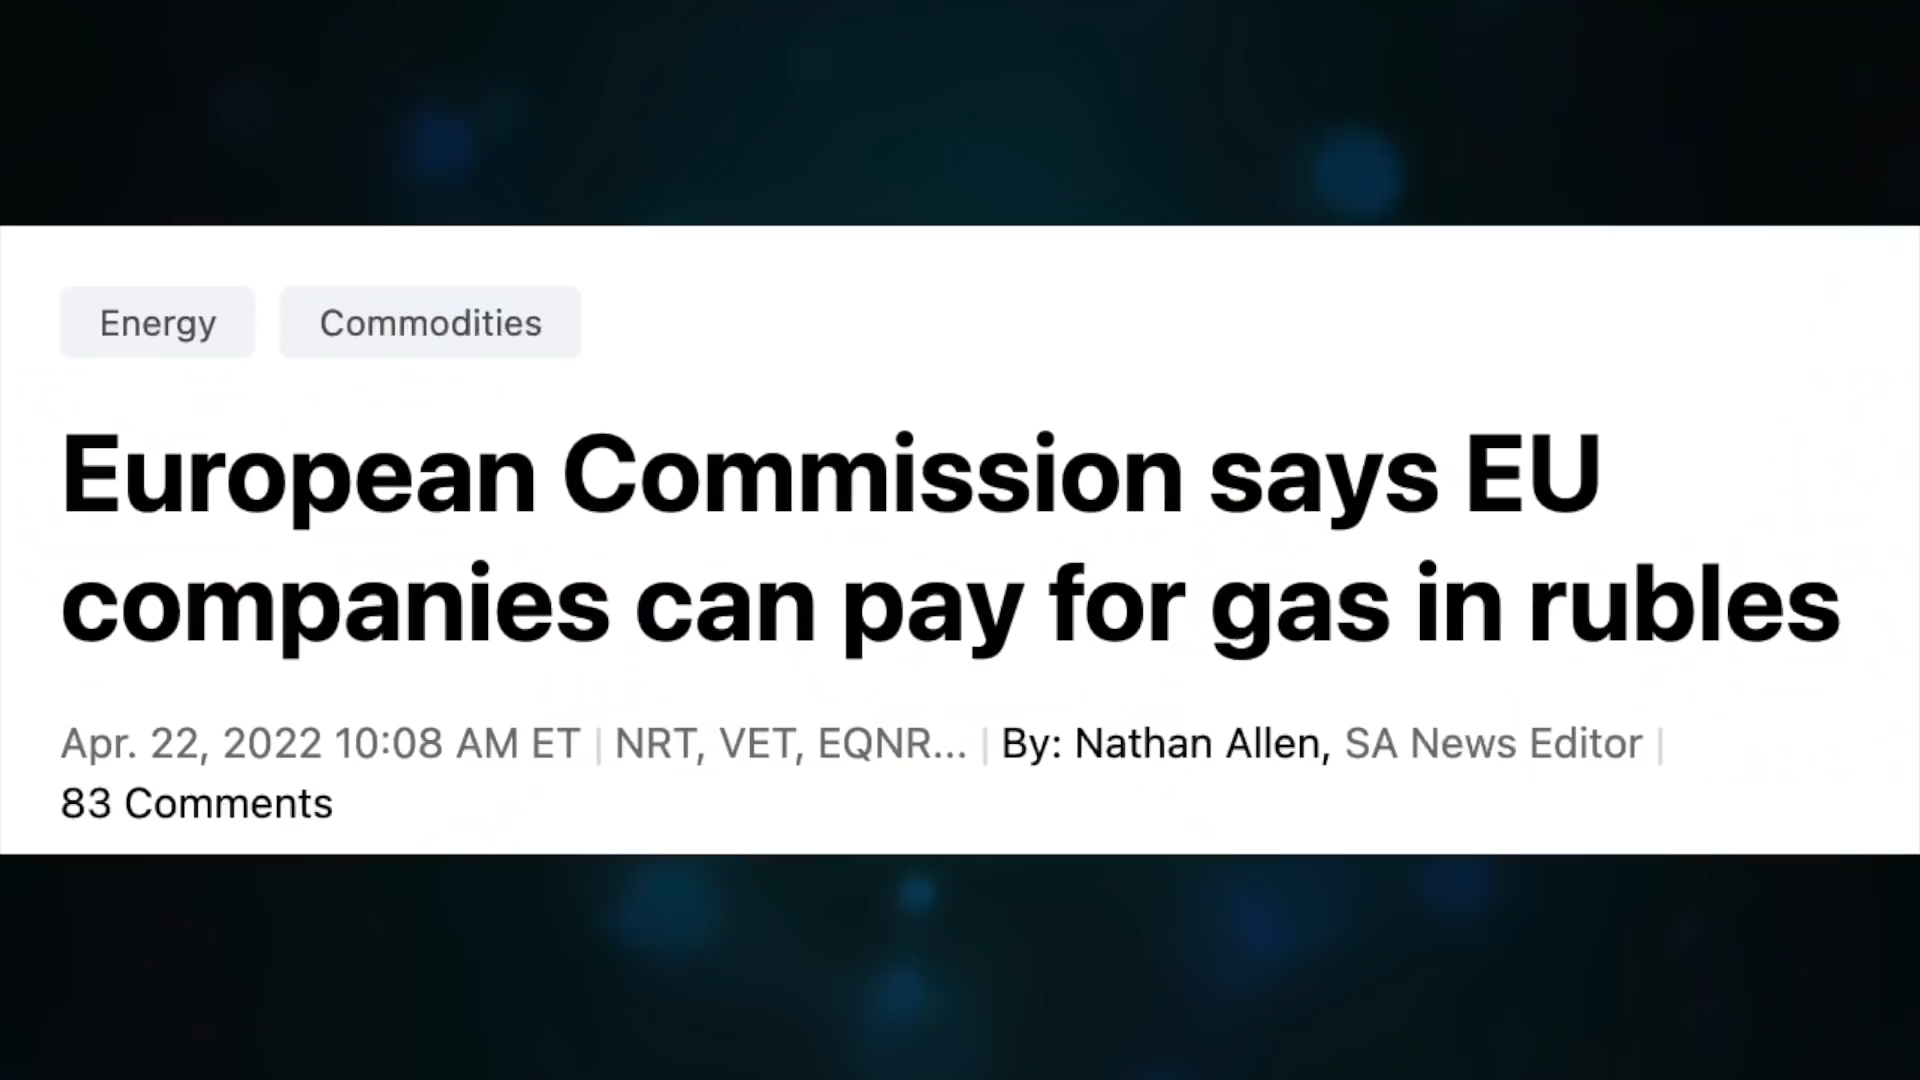 Energy Commodities
European Commission says EU
companies can pay for gas in rubles
Apr. 22, 2022 10:08 AM ET | NRT, VET, EQNR... | By: Nathan Allen, SA News Editor |
83 Comments